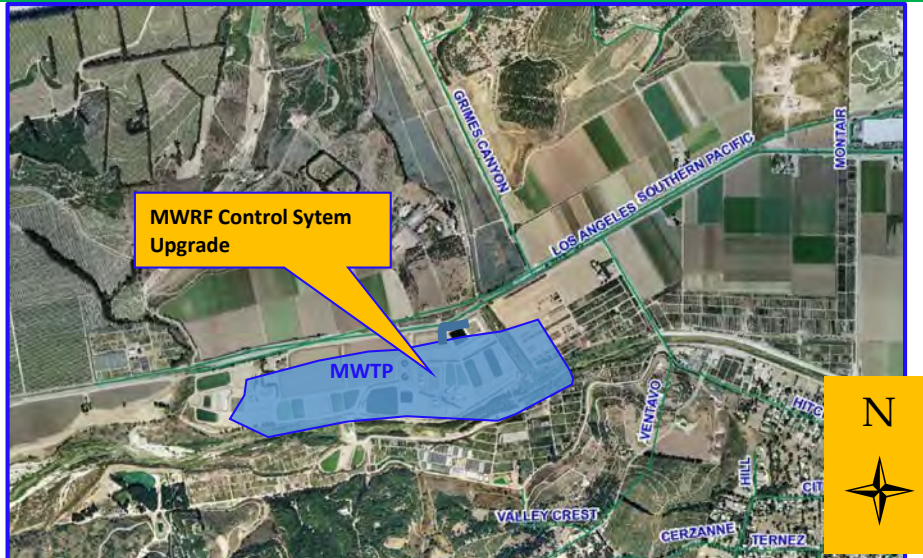 GRIMES CANYON
MONTAIR
LOS ANGELES SOUTHERN PACIFIC
MWRF Control Sytem
Upgrade
MWTP
VENTAVO
HITC
N
HILL
CIT
VALLEY CREST
CERZANNE
TERNEZ